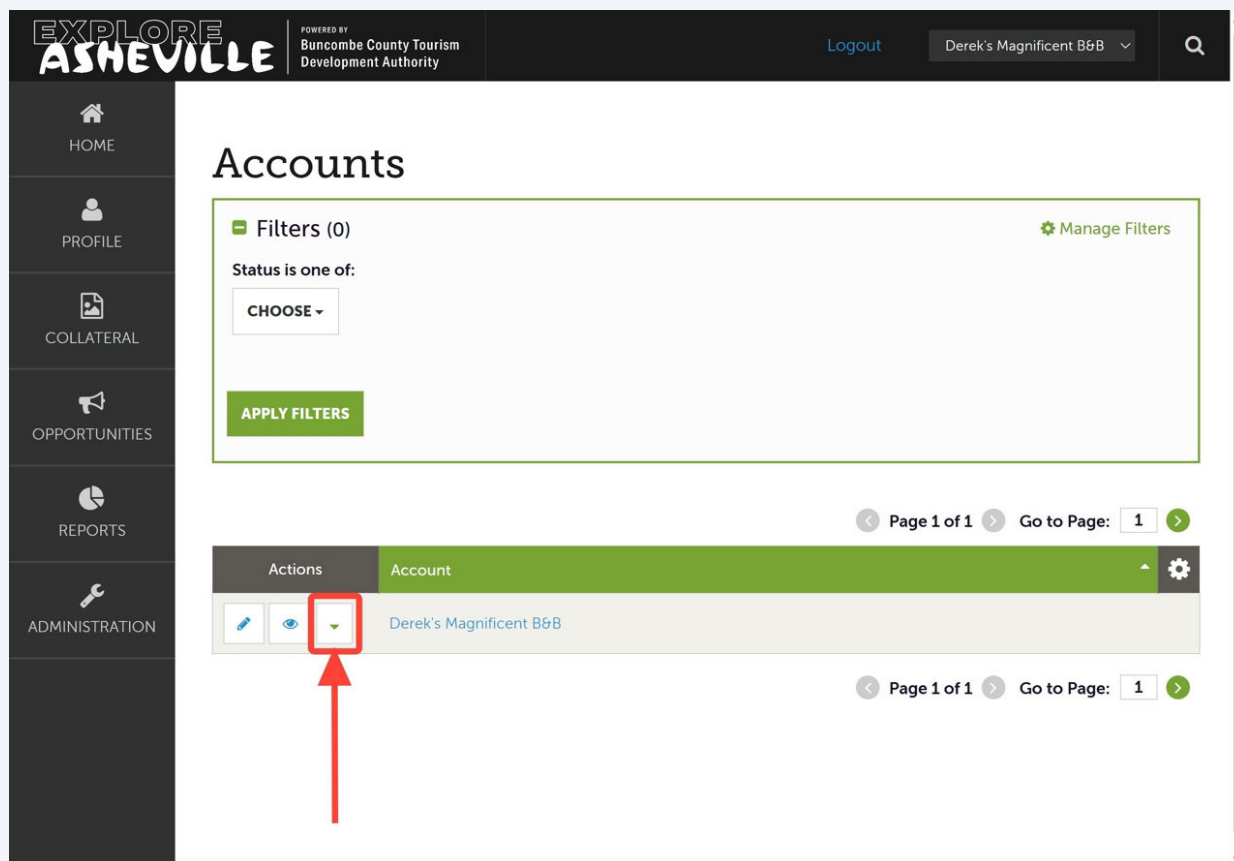 EXPLORE
ASHEVILLE
POWERED BY
Buncombe County Tourism
Development Authority
Logout
Derek's Magnificent B&B
HOME
PROFILE
COLLATERAL
OPPORTUNITIES
REPORTS
ADMINISTRATION
Accounts
Filters (0)
Manage Filters
Status is one of:
CHOOSE
APPLY FILTERS
Page 1 of 1 Go to Page: 1
Actions Account
Derek's Magnificent B&B
Page 1 of 1 Go to Page: 1